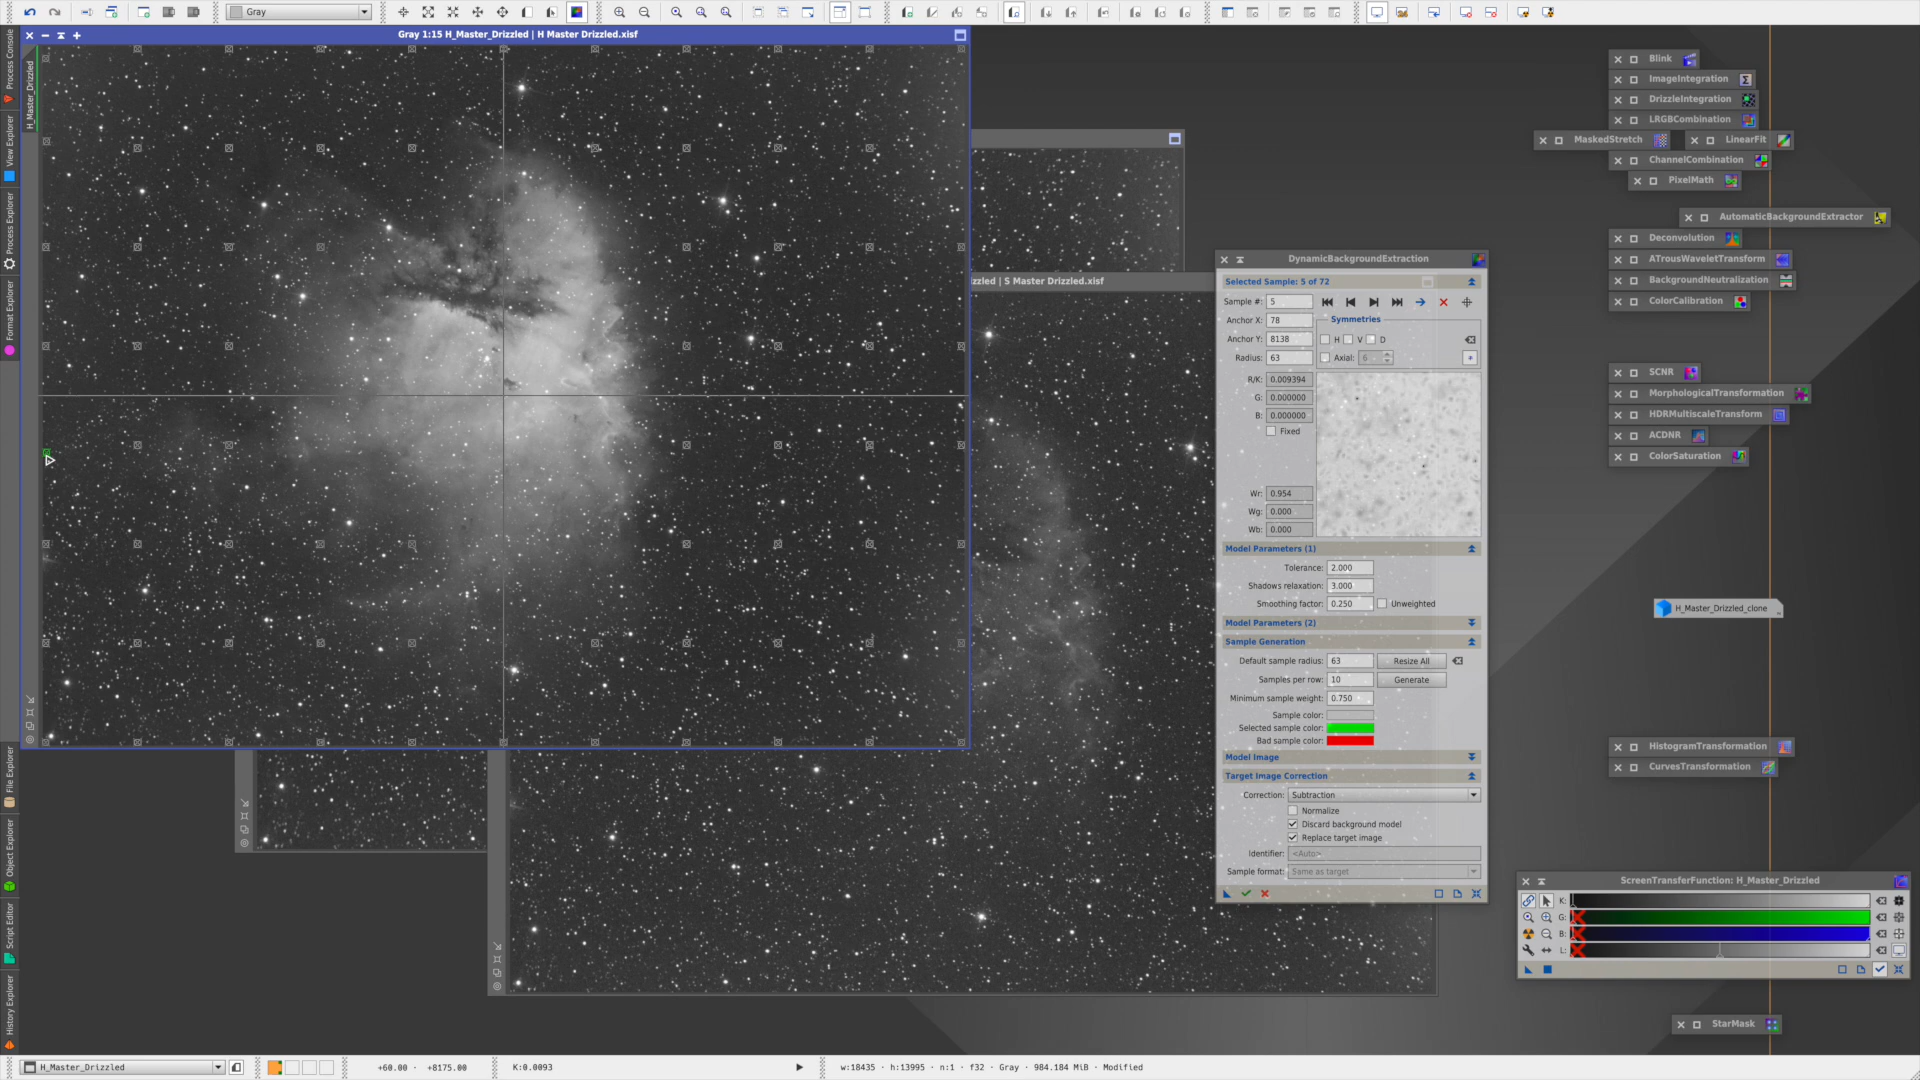 Gray
Gray 1:15 H_Master_Drizzled | H Master Drizzled.xisf
Process Console
View Explorer
Process Explorer
Format Explorer
File Explorer
Object Explorer
Script Editor
History Explorer
H_Master_Drizzled
zzled | S Master Drizzled.xisf
DynamicBackgroundExtraction
Selected Sample: 5 of 72
Sample #: 5
Anchor X: 78
Symmetries
Anchor Y: 8138
H V D
Radius: 63
Axial: 6
R/K: 0.009394
G: 0.000000
B: 0.000000
Fixed
Wr: 0.954
Wg: 0.000
Wb: 0.000
Model Parameters (1)
Tolerance: 2.000
Shadows relaxation: 3.000
Smoothing factor: 0.250 Unweighted
Model Parameters (2)
Sample Generation
Default sample radius: 63 Resize All
Samples per row: 10 Generate
Minimum sample weight: 0.750
Sample color:
Selected sample color:
Bad sample color:
Model Image
Target Image Correction
Correction: Subtraction
Normalize
Discard background model
Replace target image
Identifier: <Auto>
Sample format: Same as target
Blink
ImageIntegration
DrizzleIntegration
LRGBCombination
MaskedStretch LinearFit
ChannelCombination
PixelMath
AutomaticBackgroundExtractor
Deconvolution
ATrousWaveletTransform
BackgroundNeutralization
ColorCalibration
SCNR
MorphologicalTransformation
HDRMultiscaleTransform
ACDNR
ColorSaturation
H_Master_Drizzled_clone
HistogramTransformation
CurvesTransformation
ScreenTransferFunction: H_Master_Drizzled
K:
G:
B:
L:
StarMask
H_Master_Drizzled
+60.00 · +8175.00
K:0.0093
w:18435 · h:13995 · n:1 · f32 · Gray · 984.184 MiB · Modified